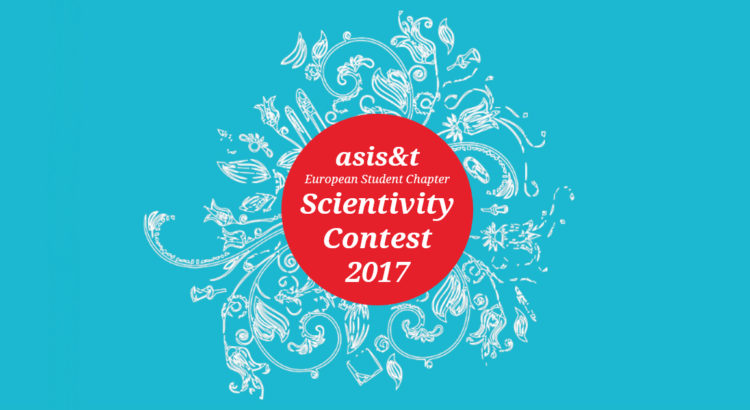 asis&t
European Student Chapter
Scientivity
Contest
2017